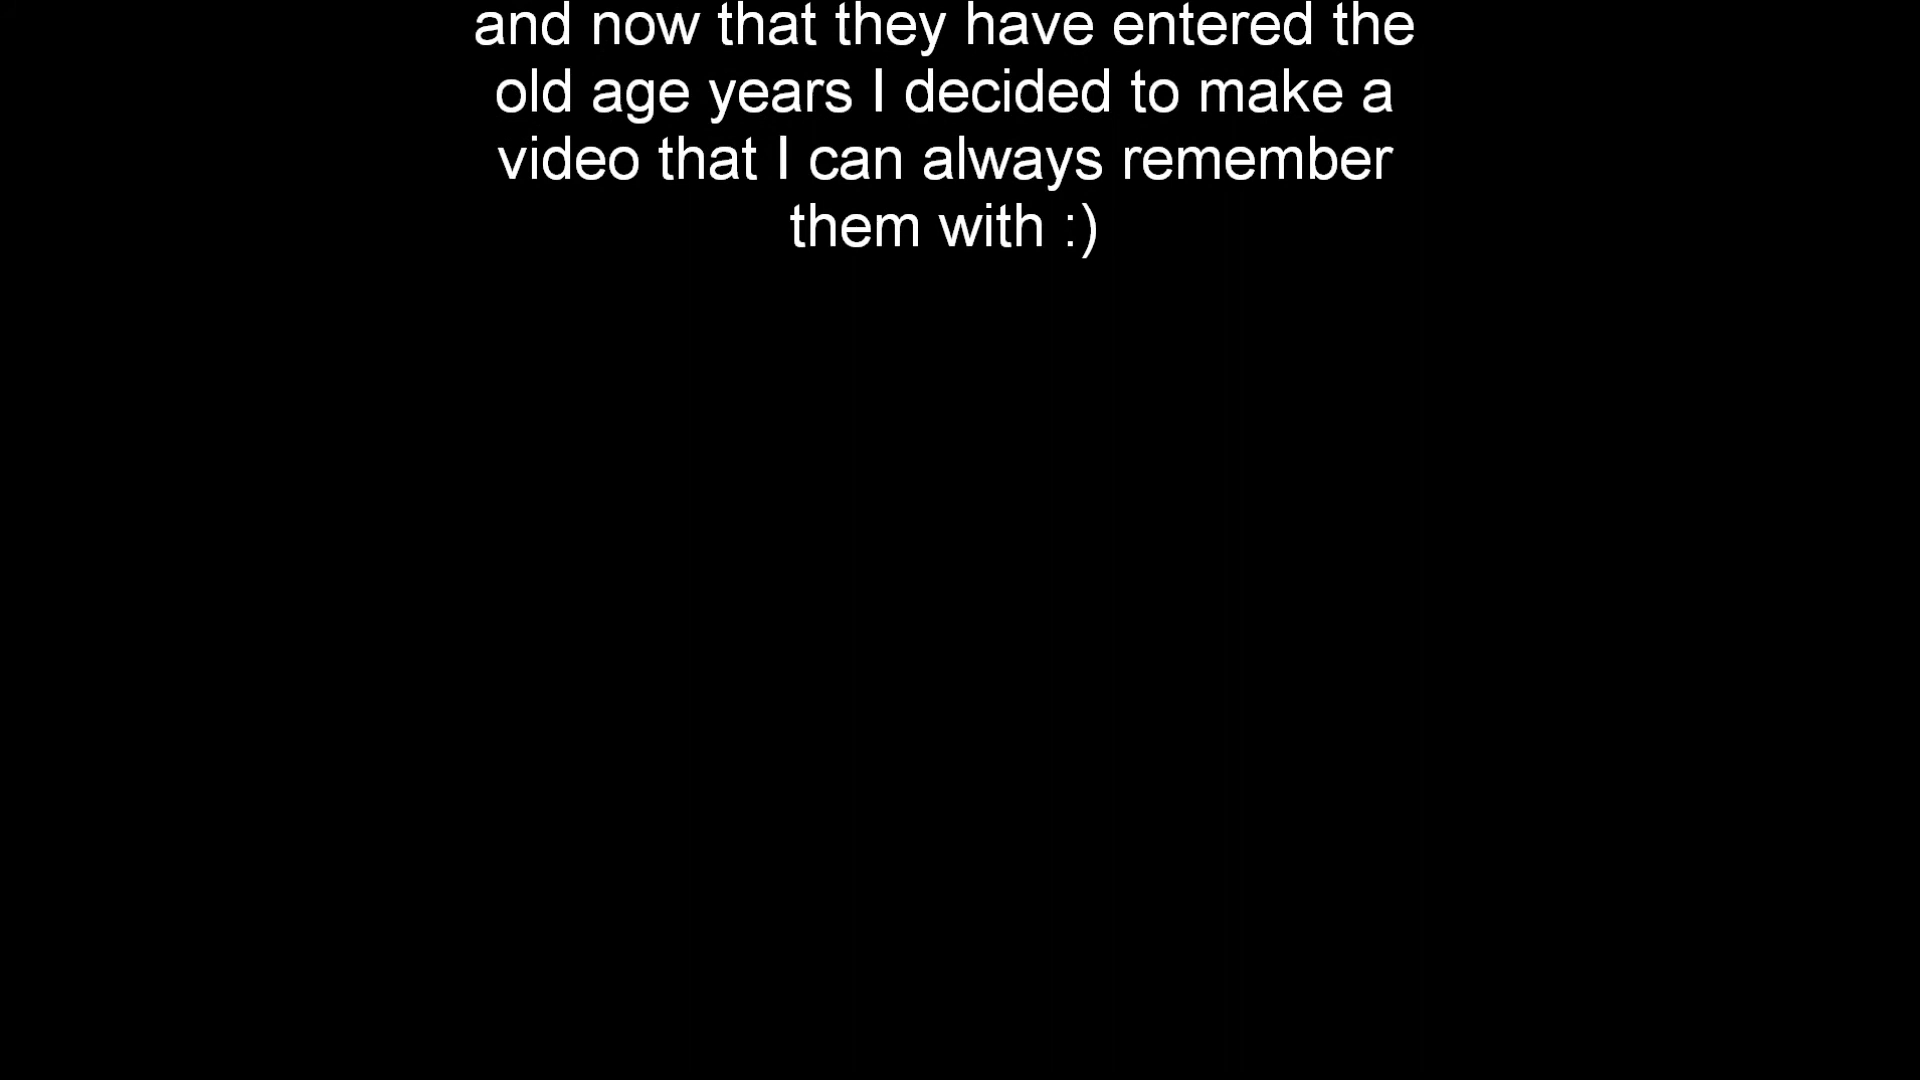 and now that they have entered the
old age years I decided to make a
video that I can always remember
them with :)